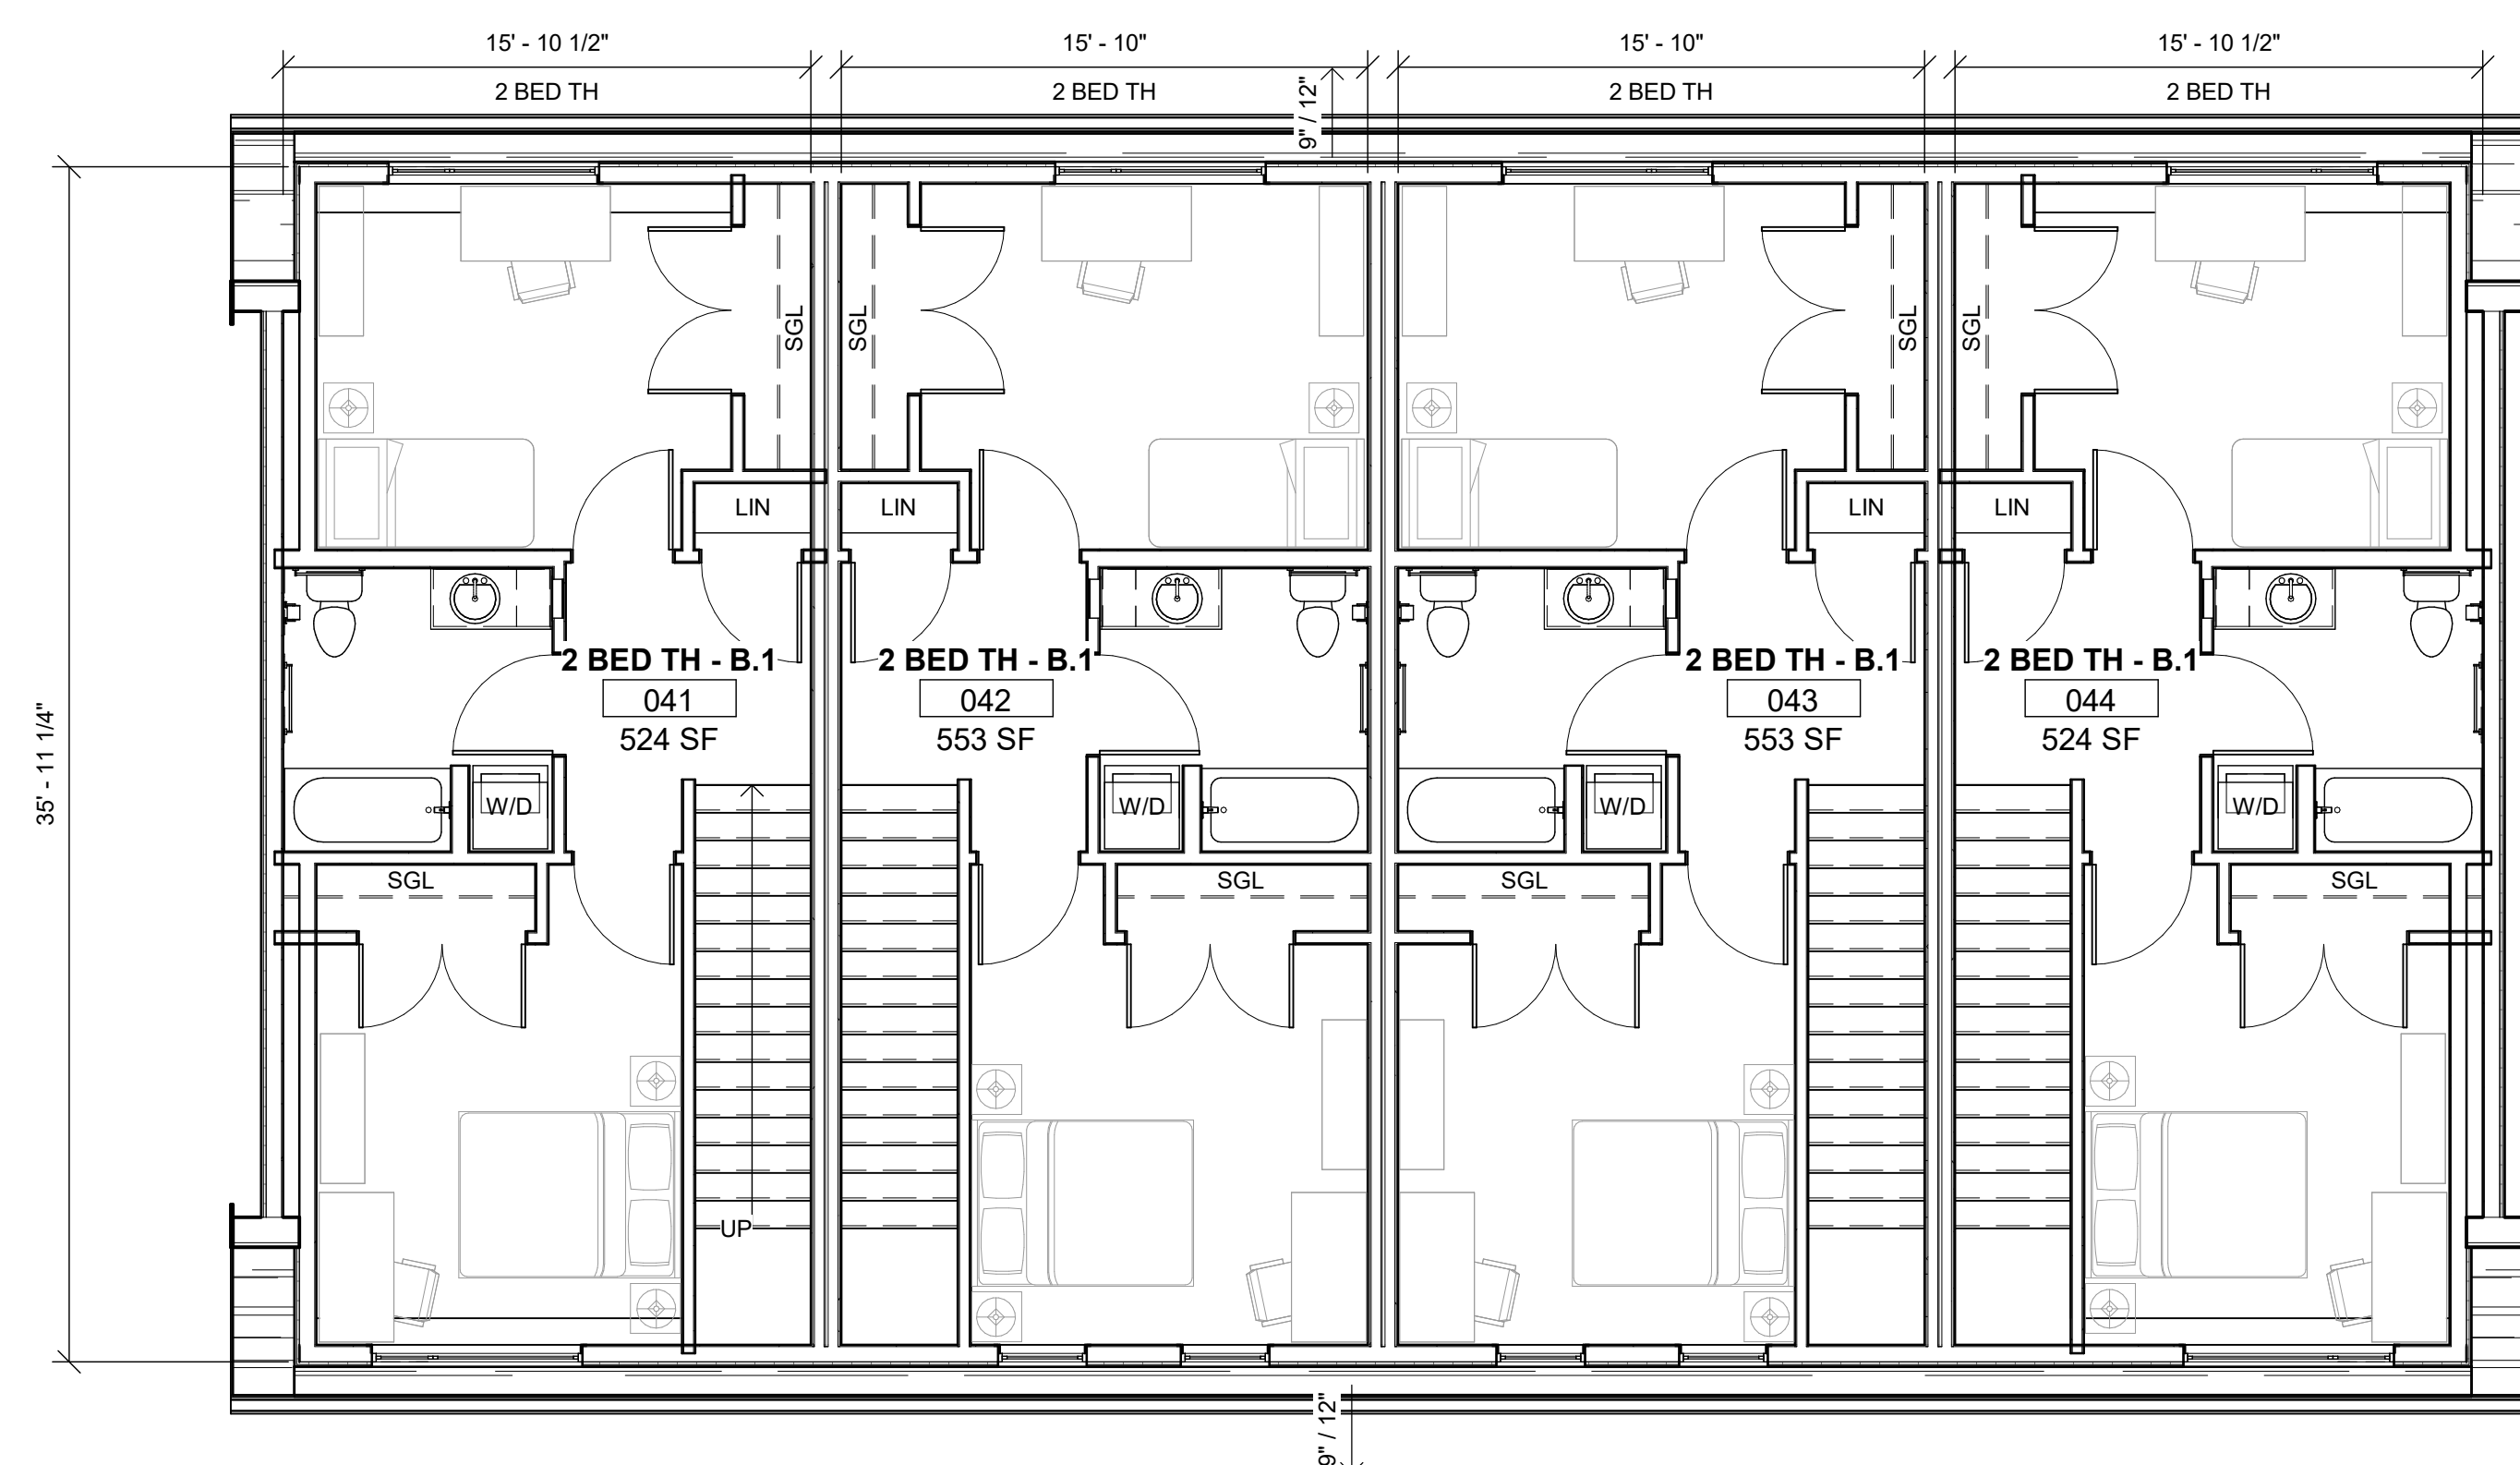 15' - 10 1/2"
15' - 10"
15' - 10"
15' - 10 1/2"
2 BED TH
2 BED TH
2 BED TH
2 BED TH
9" / 12"
SGL
SGL
SGL
SGL
LIN
LIN
LIN
LIN
2 BED TH - B.1
041
524 SF
2 BED TH - B.1
042
553 SF
2 BED TH - B.1
043
553 SF
2 BED TH - B.1
044
524 SF
35' - 11 1/4"
W/D
W/D
W/D
W/D
SGL
SGL
SGL
SGL
UP
9" / 12"